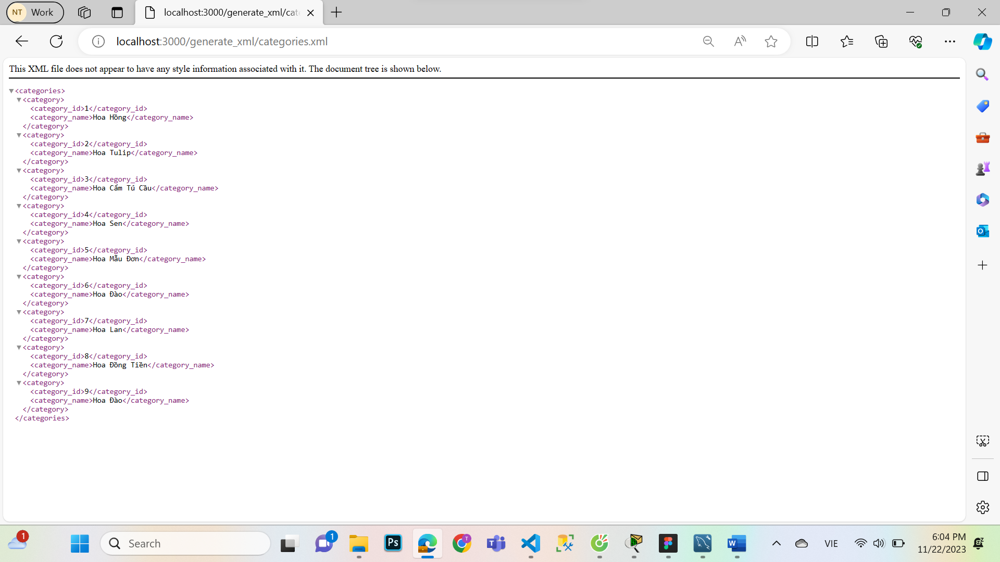 NT Work localhost:3000/generate_xml/cat
localhost:3000/generate_xml/categories.xml
This XML file does not appear to have any style information associated with it. The document tree is shown below.
<categories>
<category>
<category_id>1</category_id>
<category_name>Hoa Hồng</category_name>
</category>
<category>
<category_id>2</category_id>
<category_name>Hoa Tulip</category_name>
</category>
<category>
<category_id>3</category_id>
<category_name>Hoa Cẩm Tú Cầu</category_name>
</category>
<category>
<category_id>4</category_id>
<category_name>Hoa Sen</category_name>
</category>
<category>
<category_id>5</category_id>
<category_name>Hoa Mẫu Đơn</category_name>
</category>
<category>
<category_id>6</category_id>
<category_name>Hoa Đào</category_name>
</category>
<category>
<category_id>7</category_id>
<category_name>Hoa Lan</category_name>
</category>
<category>
<category_id>8</category_id>
<category_name>Hoa Đồng Tiền</category_name>
</category>
<category>
<category_id>9</category_id>
<category_name>Hoa Đào</category_name>
</category>
</categories>
1 Search 1 Ps VIE 6:04 PM
11/22/2023